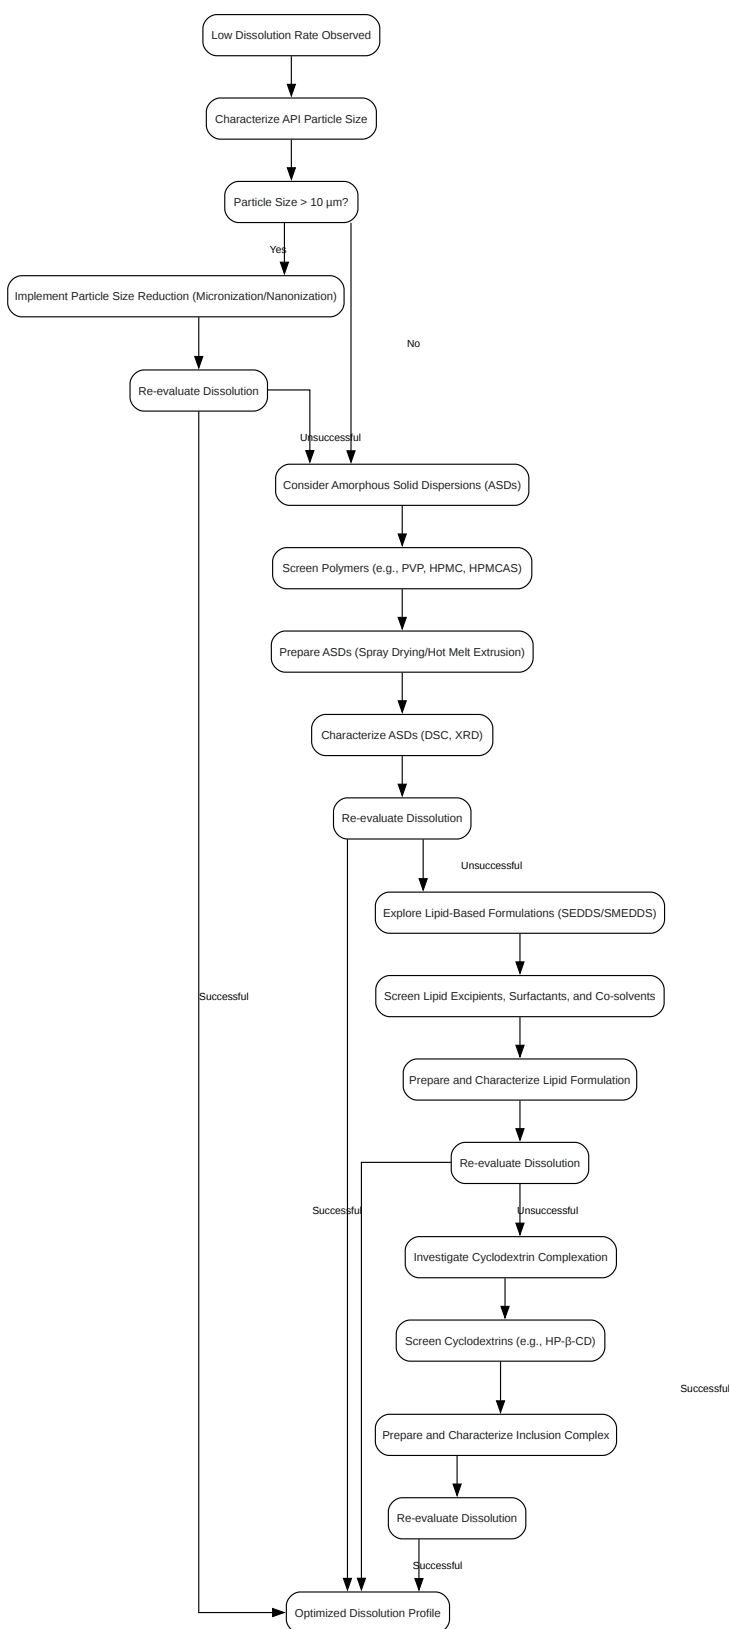 Low Dissolution Rate Observed
Characterize API Particle Size
Particle Size > 10 µm?
Yes
Implement Particle Size Reduction (Micronization/Nanonization)
No
Re-evaluate Dissolution
Unsuccessful
Consider Amorphous Solid Dispersions (ASDs)
Screen Polymers (e.g., PVP, HPMC, HPMCAS)
Prepare ASDs (Spray Drying/Hot Melt Extrusion)
Characterize ASDs (DSC, XRD)
Re-evaluate Dissolution
Unsuccessful
Explore Lipid-Based Formulations (SEDDS/SMEDDS)
Successful
Screen Lipid Excipients, Surfactants, and Co-solvents
Prepare and Characterize Lipid Formulation
Re-evaluate Dissolution
Successful
Unsuccessful
Investigate Cyclodextrin Complexation
Screen Cyclodextrins (e.g., HP-β-CD)
Successful
Prepare and Characterize Inclusion Complex
Re-evaluate Dissolution
Successful
Optimized Dissolution Profile